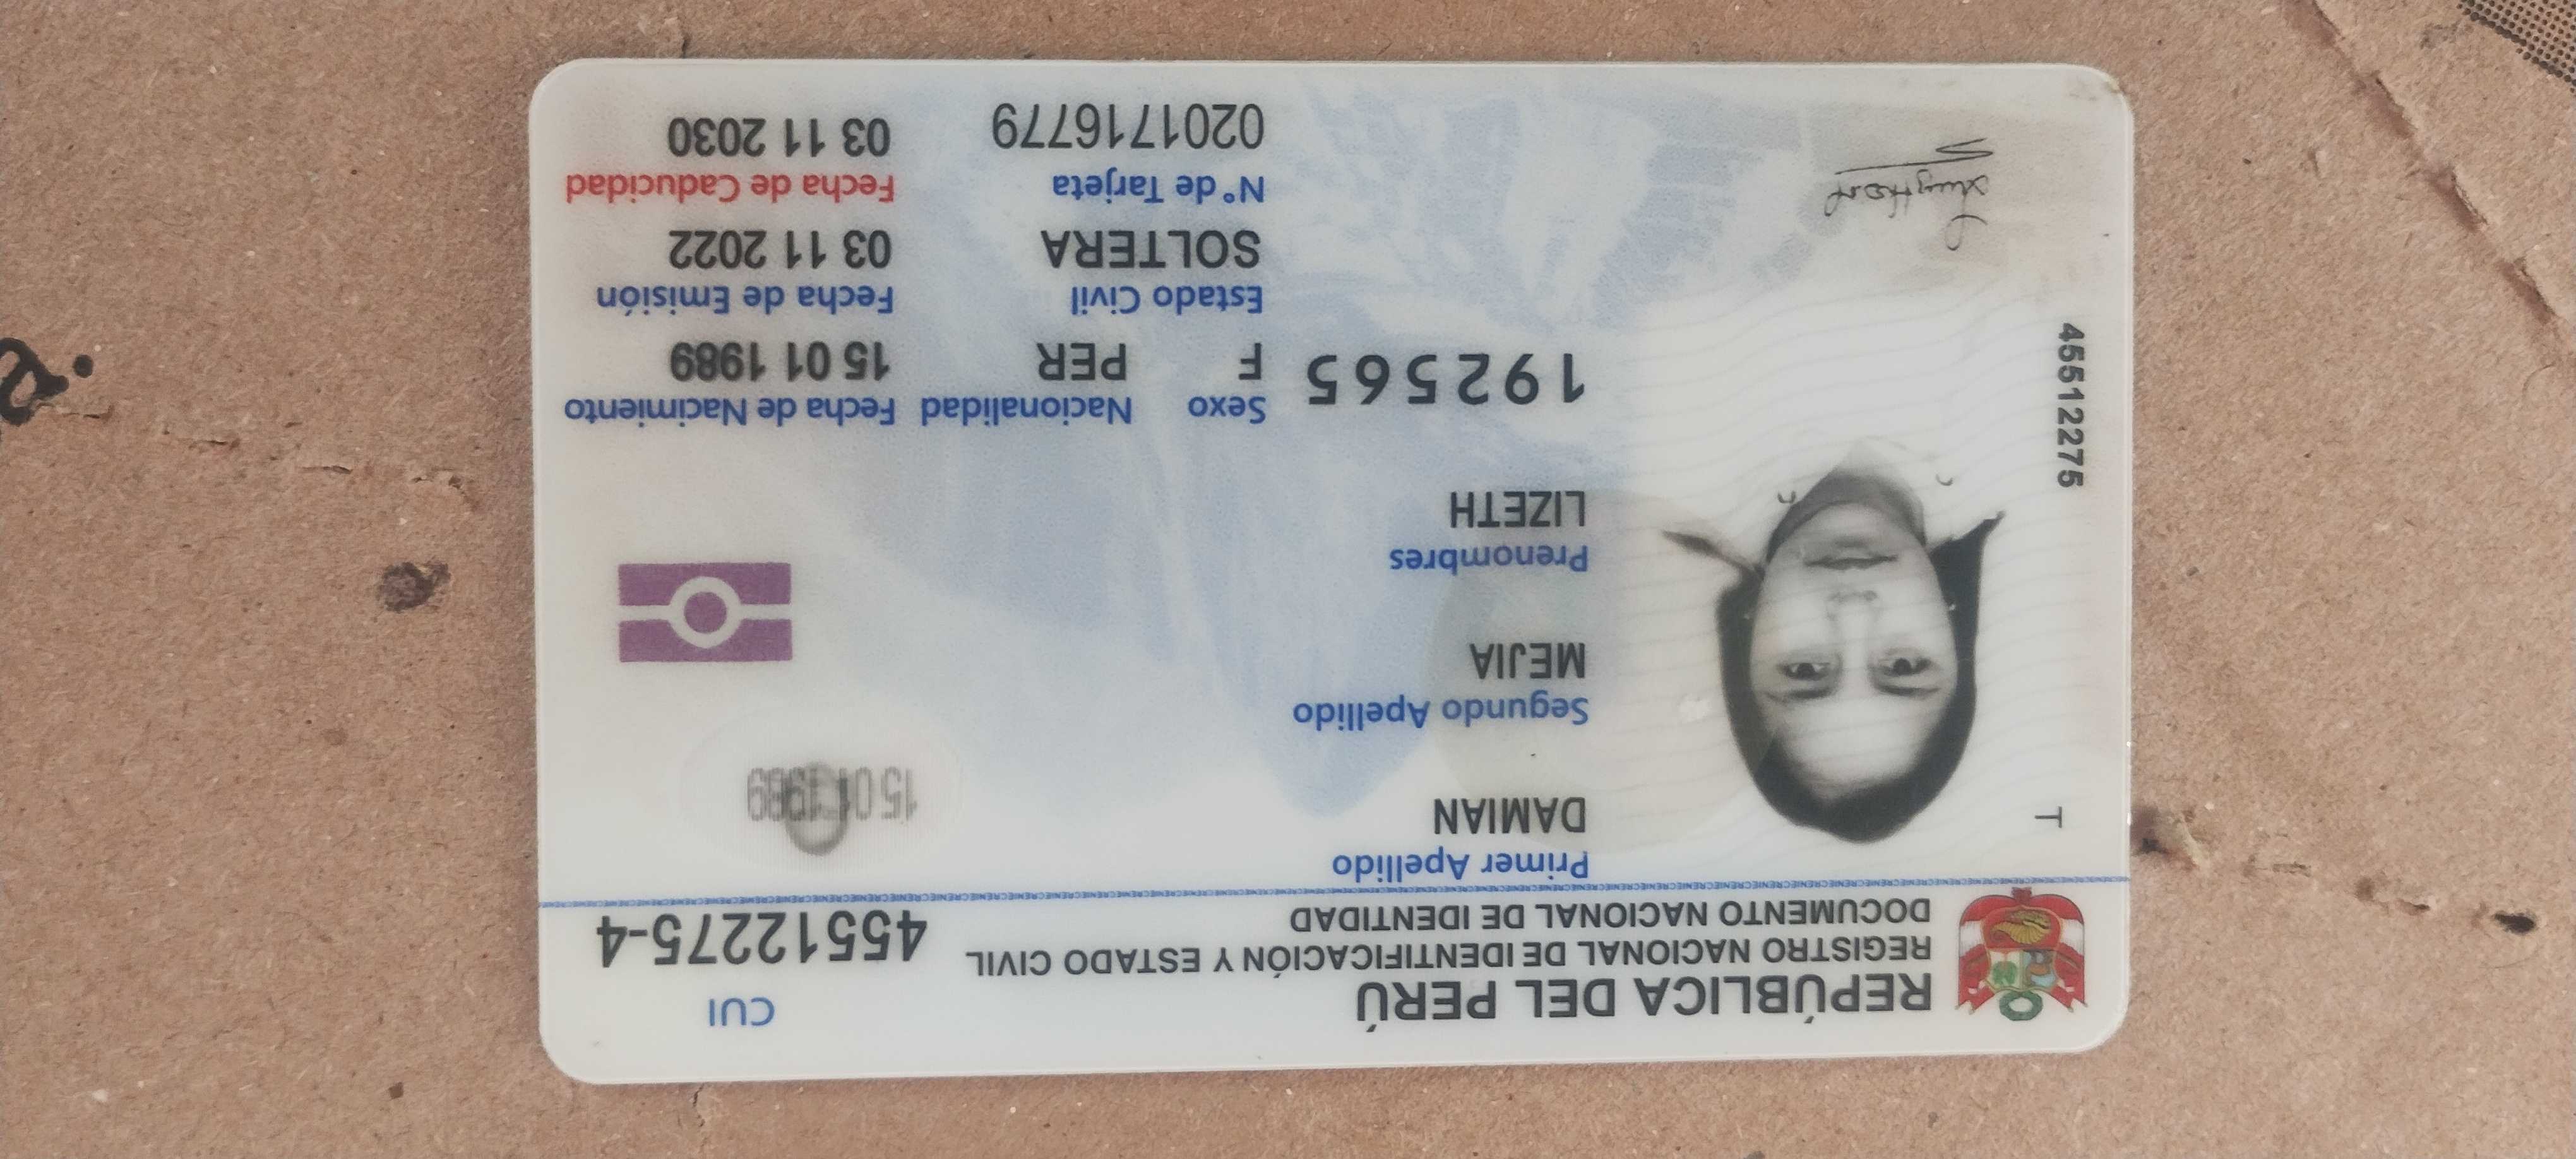 REPÚBLICA DEL PERÚ
REGISTRO NACIONAL DE IDENTIFICACIÓN Y ESTADO CIVIL
DOCUMENTO NACIONAL DE IDENTIDAD
CUI
45512275-4
T
Primer Apellido
DAMIAN
15 01 1989
Segundo Apellido
MEJIA
Prenombres
LIZETH
45512275
192565
Sexo
F
Nacionalidad
PER
Fecha de Nacimiento
15 01 1989
Estado Civil
SOLTERA
Fecha de Emisión
03 11 2022
N° de Tarjeta
0201716779
Fecha de Caducidad
03 11 2030
a.